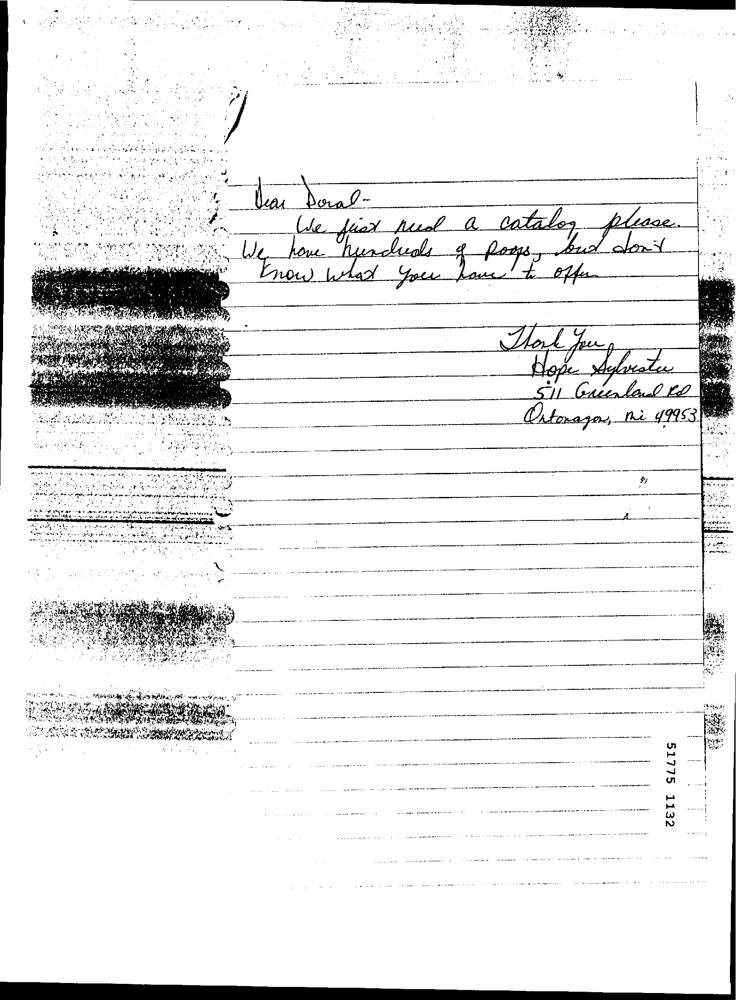 Dear Doral-
We just need a catalog please.
We have hundreds of poops, but don't
know what you have to offer
Thank You,
Hope Sylvester
511 Greenland Rd
Ontonagon, Mi 49953
51775 1132